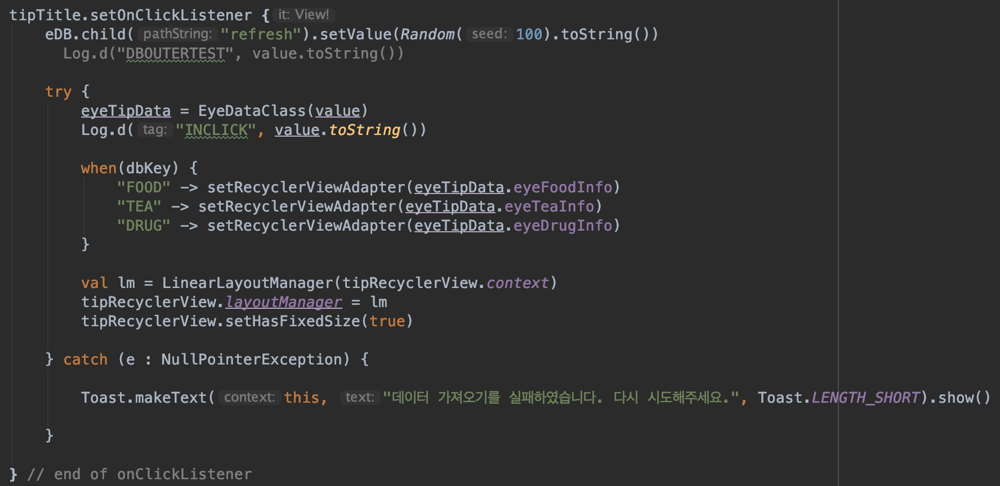 tipTitle.setOnClickListener { it: View!
eDB.child( pathString: "refresh").setValue(Random( seed: 100).toString())
Log.d("DBOUTERTEST", value.toString())
try {
eyeTipData = EyeDataClass(value)
Log.d( tag: "INCLICK", value.toString())
when(dbKey) {
"FOOD" -> setRecyclerViewAdapter(eyeTipData.eyeFoodInfo)
"TEA" -> setRecyclerViewAdapter(eyeTipData.eyeTeaInfo)
"DRUG" -> setRecyclerViewAdapter(eyeTipData.eyeDrugInfo)
}
val lm = LinearLayoutManager(tipRecyclerView.context)
tipRecyclerView.layoutManager = lm
tipRecyclerView.setHasFixedSize(true)
} catch (e : NullPointerException) {
Toast.makeText( context: this, text: "데이터 가져오기를 실패하였습니다. 다시 시도해주세요.", Toast.LENGTH_SHORT).show()
}
} // end of onClickListener